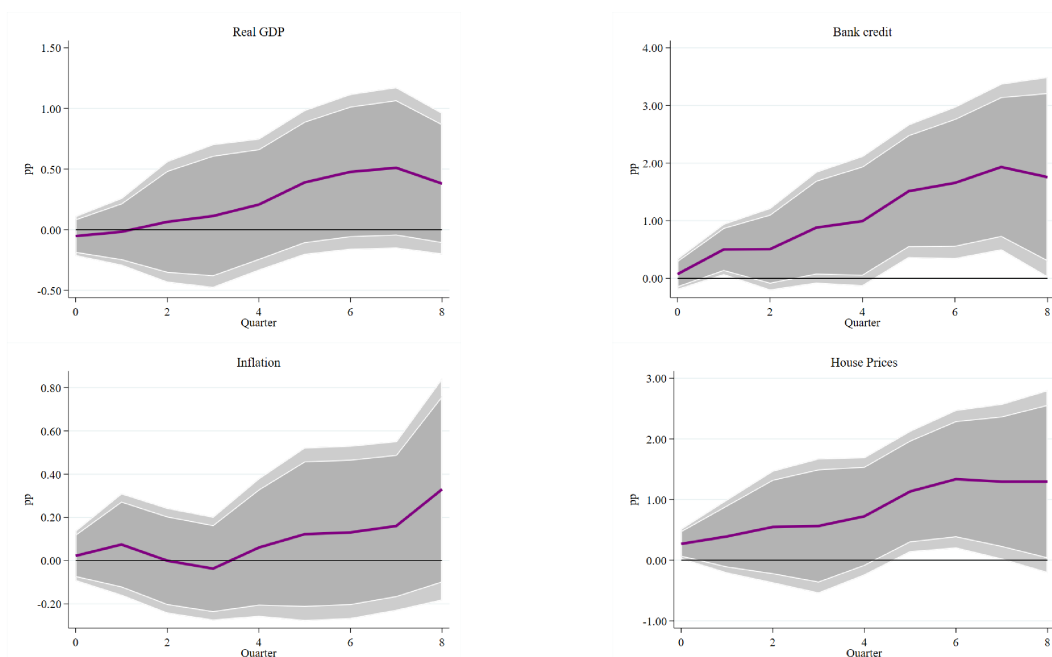 Real GDP
1.50
1.00
0.50
0.00
-0.50
pp
0 2 4 6 8
Quarter
Bank credit
4.00
3.00
2.00
1.00
0.00
pp
0 2 4 6 8
Quarter
Inflation
0.80
0.60
0.40
0.20
0.00
-0.20
pp
0 2 4 6 8
Quarter
House Prices
3.00
2.00
1.00
0.00
-1.00
pp
0 2 4 6 8
Quarter